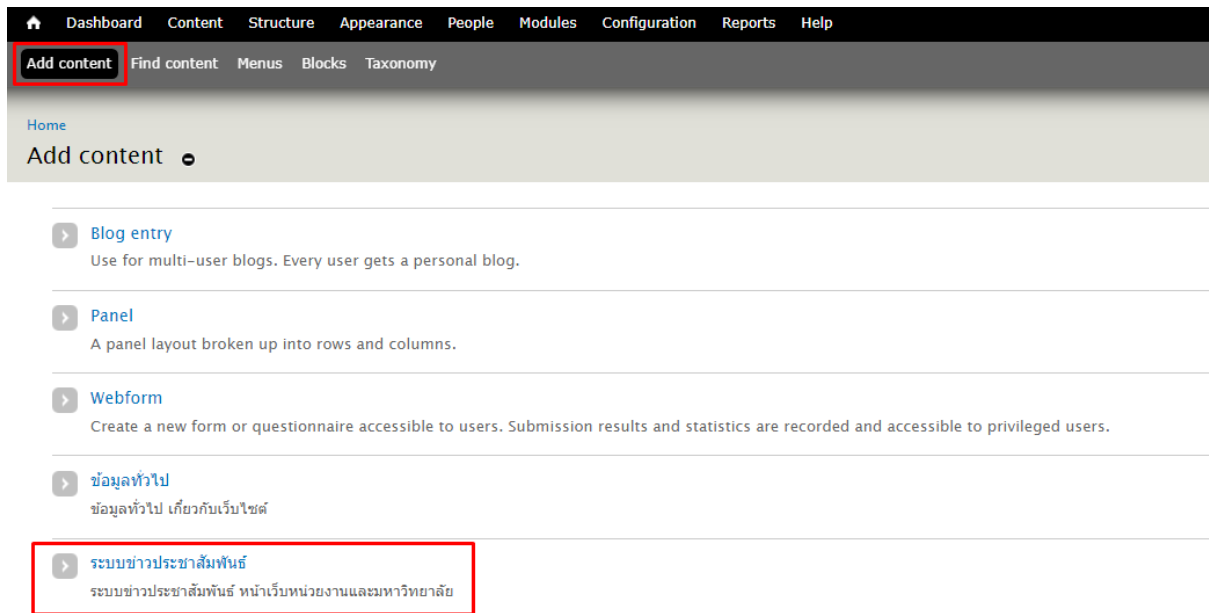 Dashboard Content Structure Appearance People Modules Configuration Reports Help
Add content Find content Menus Blocks Taxonomy
Home
Add content
Blog entry
Use for multi-user blogs. Every user gets a personal blog.
Panel
A panel layout broken up into rows and columns.
Webform
Create a new form or questionnaire accessible to users. Submission results and statistics are recorded and accessible to privileged users.
ข้อมูลทั่วไป
ข้อมูลทั่วไป เกี่ยวกับเว็บไซต์
ระบบข่าวประชาสัมพันธ์
ระบบข่าวประชาสัมพันธ์ หน้าเว็บหน่วยงานและมหาวิทยาลัย